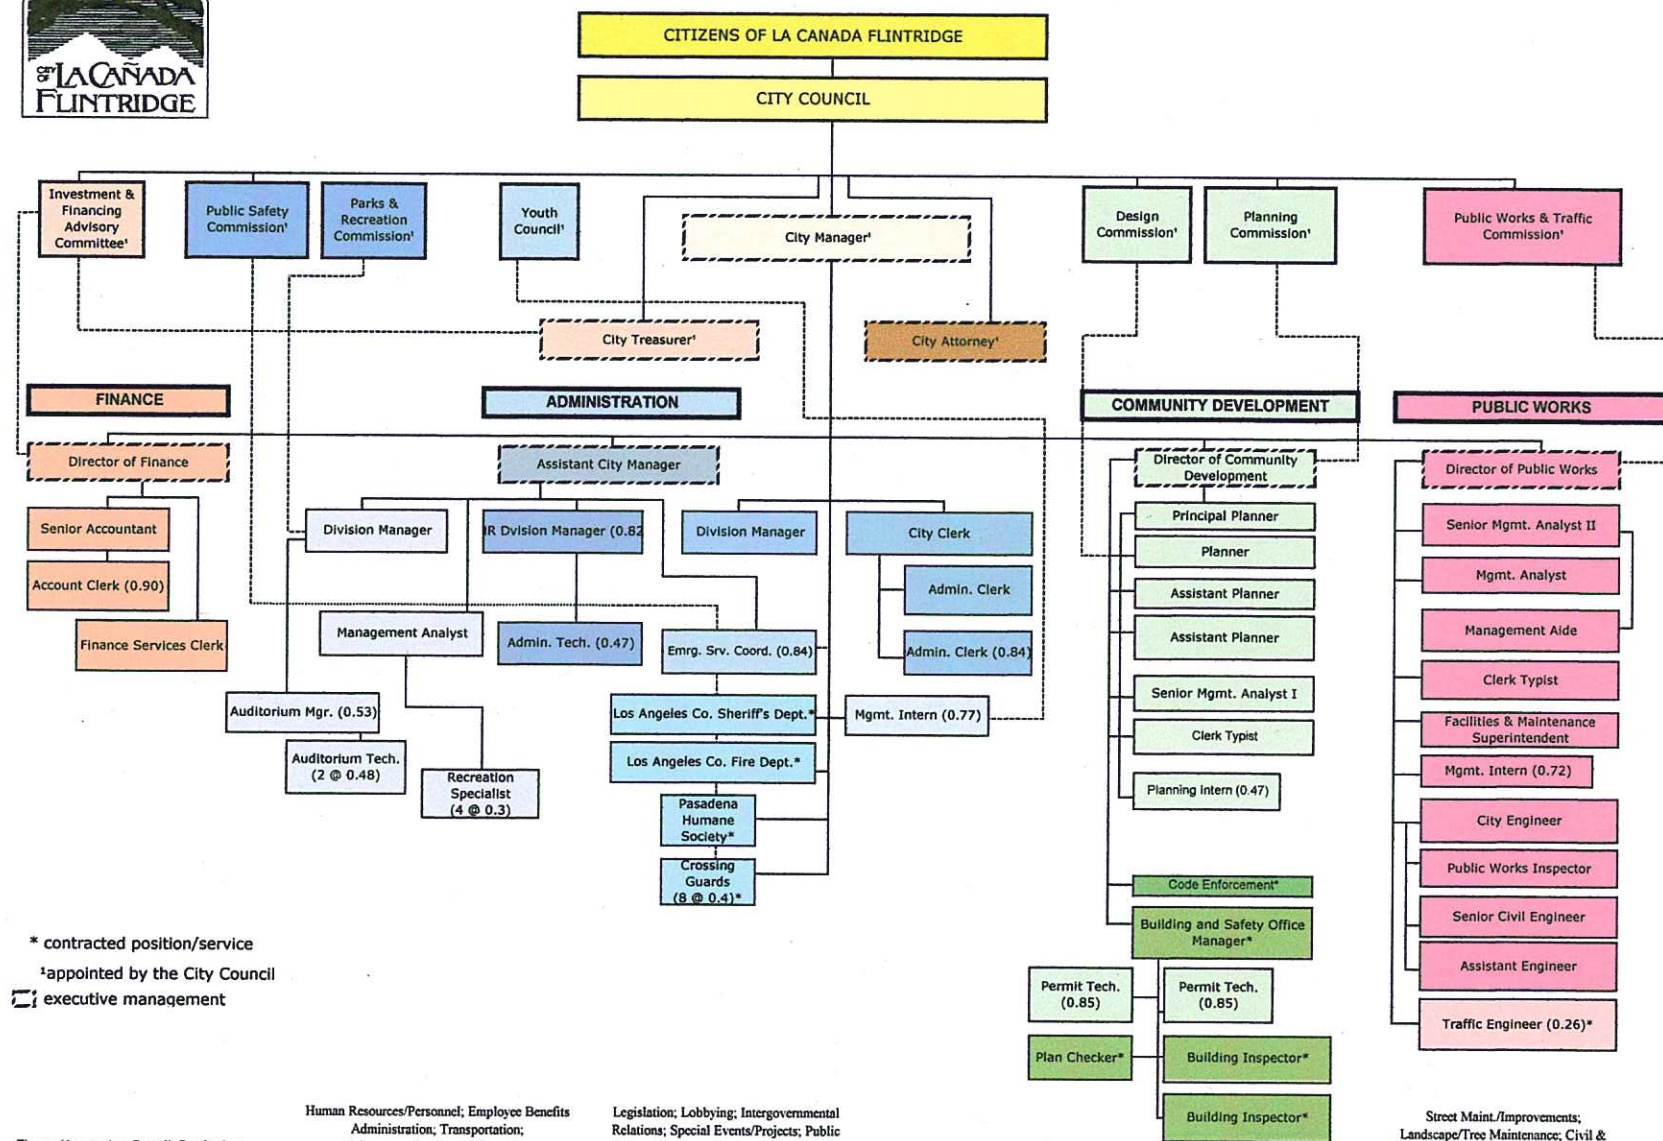 CITY OF LA CAÑADA
FLINTRIDGE
CITIZENS OF LA CANADA FLINTRIDGE
CITY COUNCIL
Investment &
Financing
Advisory
Committee¹
Public Safety
Commission¹
Parks &
Recreation
Commission¹
Youth
Council¹
City Manager¹
Design
Commission¹
Planning
Commission¹
Public Works & Traffic
Commission¹
City Treasurer¹
City Attorney¹
FINANCE
ADMINISTRATION
COMMUNITY DEVELOPMENT
PUBLIC WORKS
Director of Finance
Assistant City Manager
Director of Community
Development
Director of Public Works
Senior Accountant
Account Clerk (0.90)
Finance Services Clerk
Division Manager
IR Dvision Manager (0.82
Division Manager
City Clerk
Admin. Clerk
Admin. Clerk (0.84)
Management Analyst
Admin. Tech. (0.47)
Emrg. Srv. Coord. (0.84)
Auditorium Mgr. (0.53)
Auditorium Tech.
(2 @ 0.48)
Recreation
Specialist
(4 @ 0.3)
Los Angeles Co. Sheriff's Dept.*
Mgmt. Intern (0.77)
Los Angeles Co. Fire Dept.*
Pasadena
Humane
Society*
Crossing
Guards
(8 @ 0.4)*
Principal Planner
Planner
Assistant Planner
Assistant Planner
Senior Mgmt. Analyst I
Clerk Typist
Planning Intern (0.47)
Code Enforcement*
Building and Safety Office
Manager*
Permit Tech.
(0.85)
Permit Tech.
(0.85)
Plan Checker*
Building Inspector*
Building Inspector*
Senior Mgmt. Analyst II
Mgmt. Analyst
Management Aide
Clerk Typist
Facilities & Maintenance
Superintendent
Mgmt. Intern (0.72)
City Engineer
Public Works Inspector
Senior Civil Engineer
Assistant Engineer
Traffic Engineer (0.26)*
* contracted position/service
¹appointed by the City Council
executive management
Human Resources/Personnel; Employee Benefits
Administration; Transportation;
Legislation; Lobbying; Intergovernmental
Relations; Special Events/Projects; Public
Street Maint./Improvements;
Landscape/Tree Maintenance; Civil &